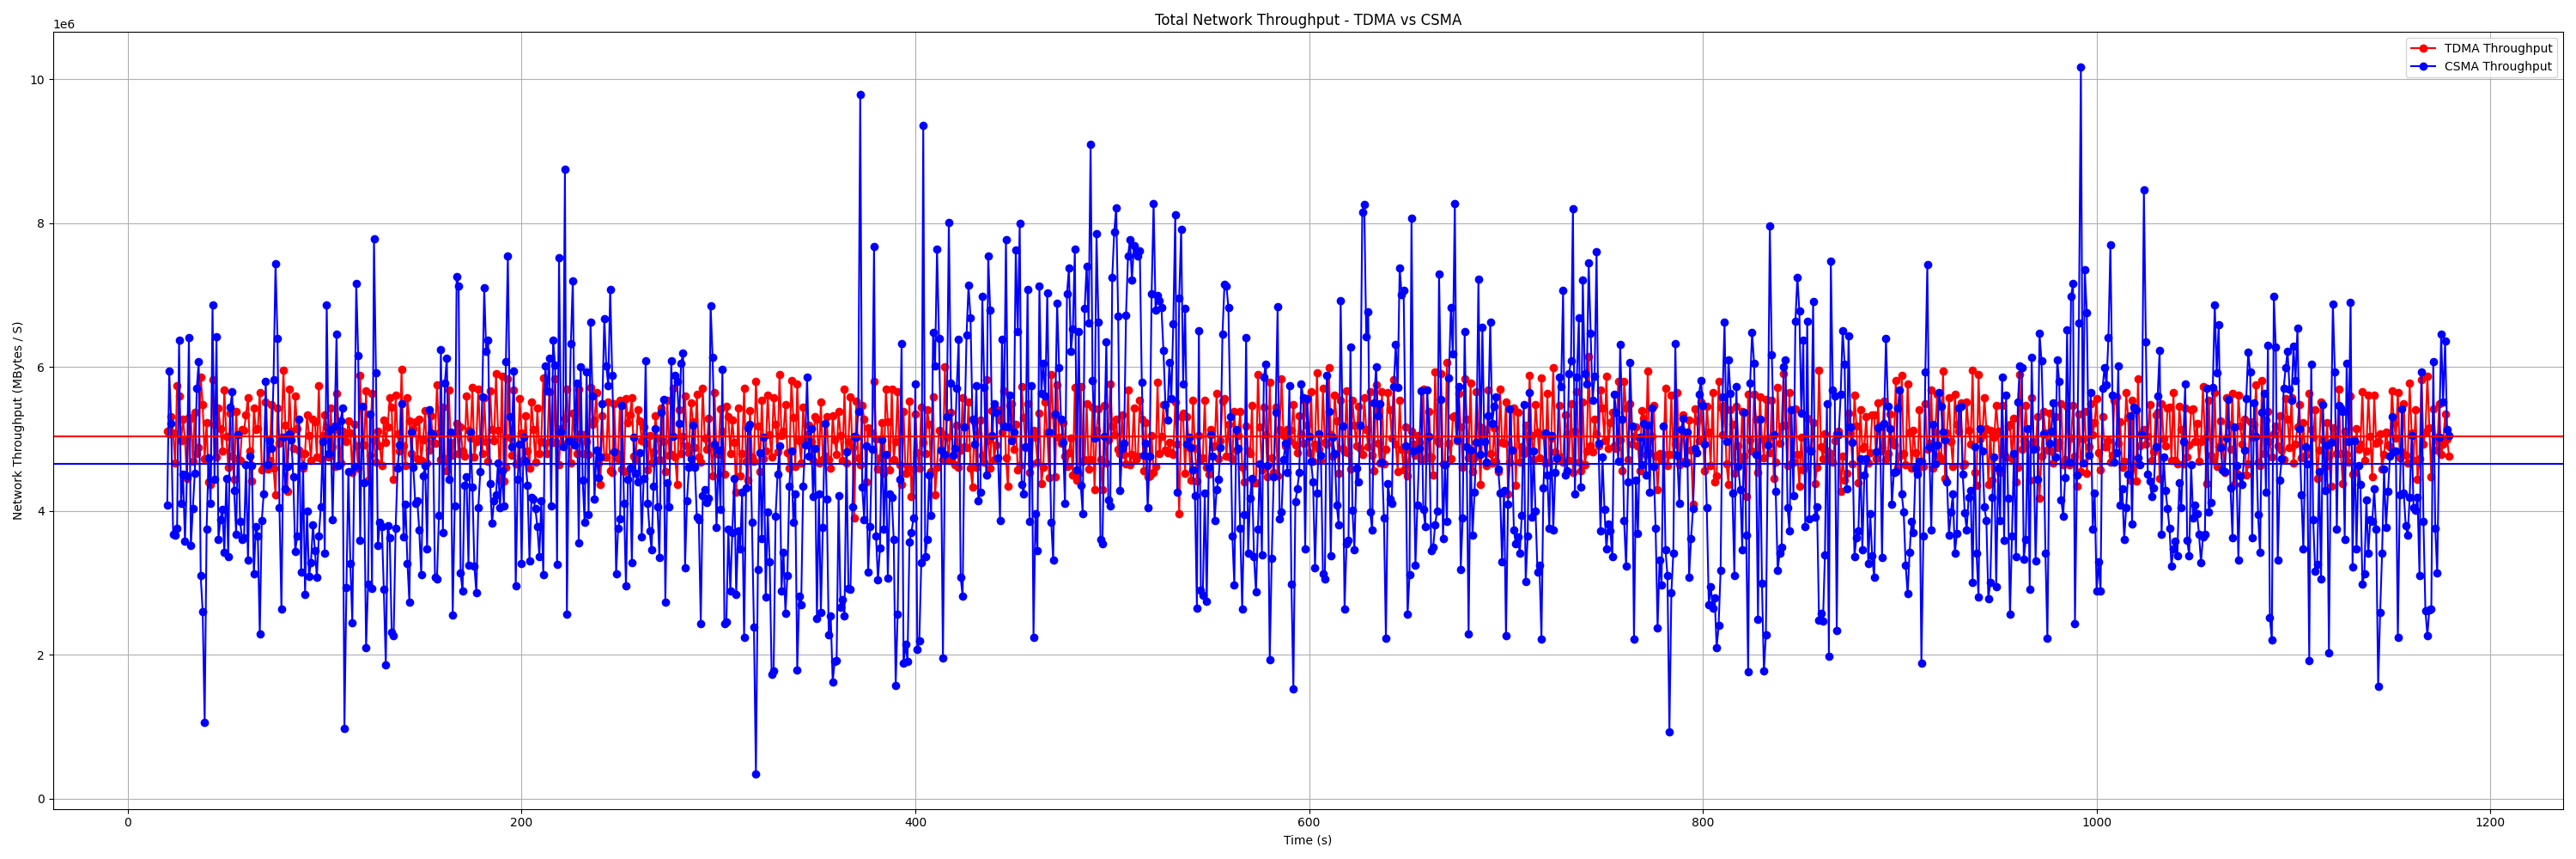 Total Network Throughput - TDMA vs CSMA
1e6
TDMA Throughput
CSMA Throughput
Network Throughput (MBytes / S)
10
8
6
4
2
0
0 200 400 600 800 1000 1200
Time (s)